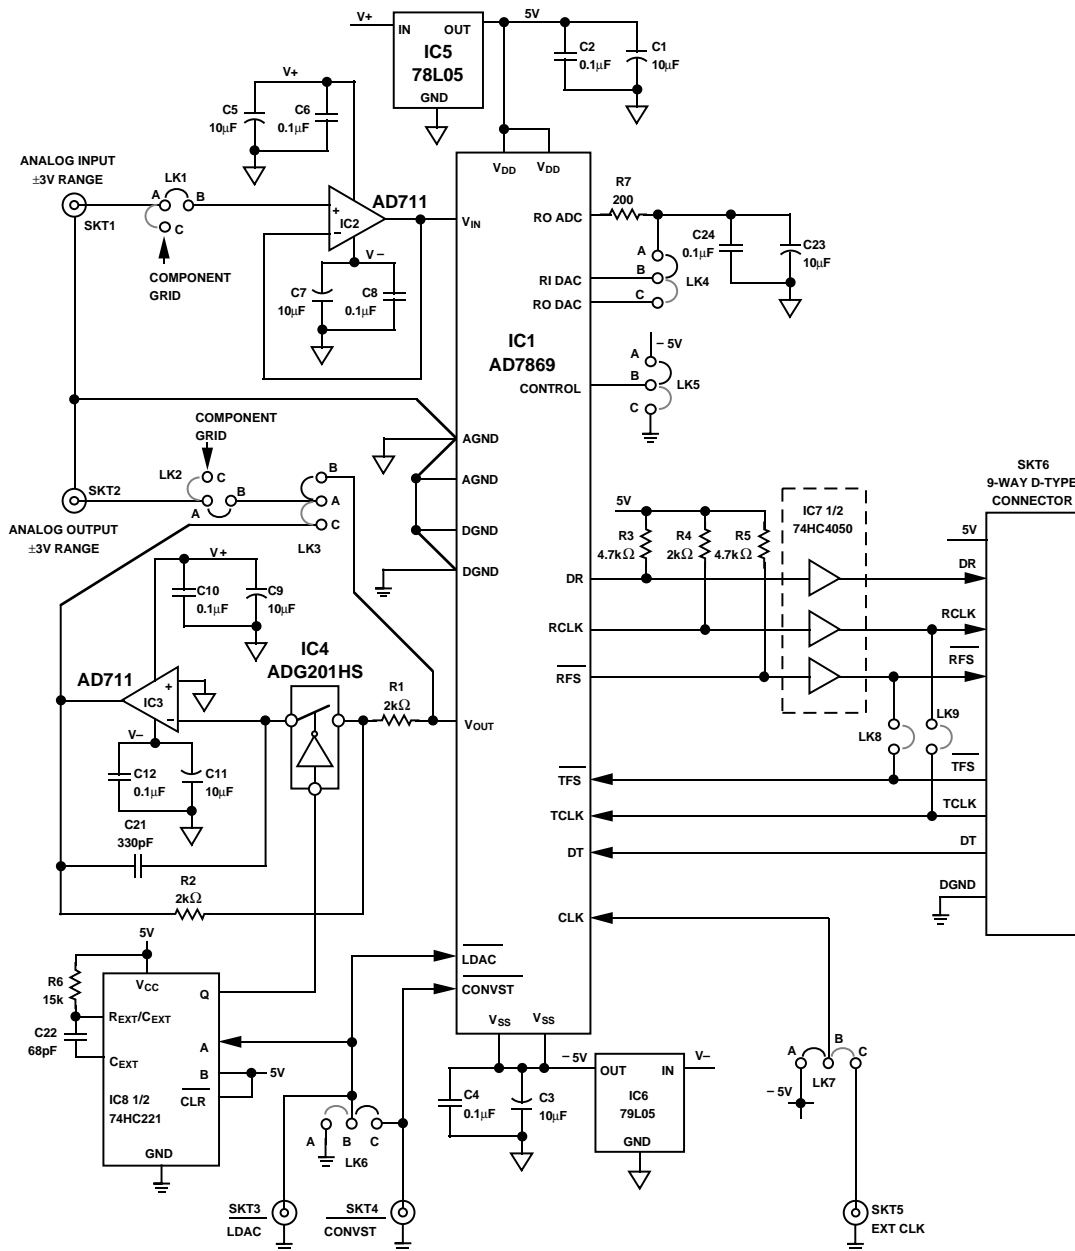 V+
IN
OUT
5V
IC5
78L05
GND
C2
0.1µF
C1
10µF
V+
C5
10µF
C6
0.1µF
ANALOG INPUT
±3V RANGE
LK1
A
B
C
SKT1
COMPONENT
GRID
AD711
+
IC2
–
V–
C7
10µF
C8
0.1µF
VDD
VDD
VIN
RO ADC
R7
200
C24
0.1µF
C23
10µF
A
B
C
LK4
RI DAC
RO DAC
IC1
AD7869
– 5V
A
B
C
LK5
CONTROL
COMPONENT
GRID
LK2
C
A
B
SKT2
B
A
C
LK3
ANALOG OUTPUT
±3V RANGE
AGND
AGND
DGND
DGND
V+
C10
0.1µF
C9
10µF
IC4
ADG201HS
AD711
+
IC3
–
V–
C12
0.1µF
C11
10µF
R1
2kΩ
VOUT
C21
330pF
R2
2kΩ
5V
R3
4.7kΩ
R4
2kΩ
R5
4.7kΩ
IC7 1/2
74HC4050
SKT6
9-WAY D-TYPE
CONNECTOR
5V
DR
DR
RCLK
RCLK
RFS
RFS
LK8
LK9
TFS
TFS
TCLK
TCLK
DT
DT
DGND
CLK
5V
R6
15k
VCC
Q
REXT/CEXT
C22
68pF
CEXT
A
B
5V
CLR
IC8 1/2
74HC221
GND
LDAC
CONVST
VSS
VSS
– 5V
OUT
IN
V–
IC6
79L05
GND
C4
0.1µF
C3
10µF
A
B
C
LK6
A
B
C
LK7
– 5V
SKT3
LDAC
SKT4
CONVST
SKT5
EXT CLK